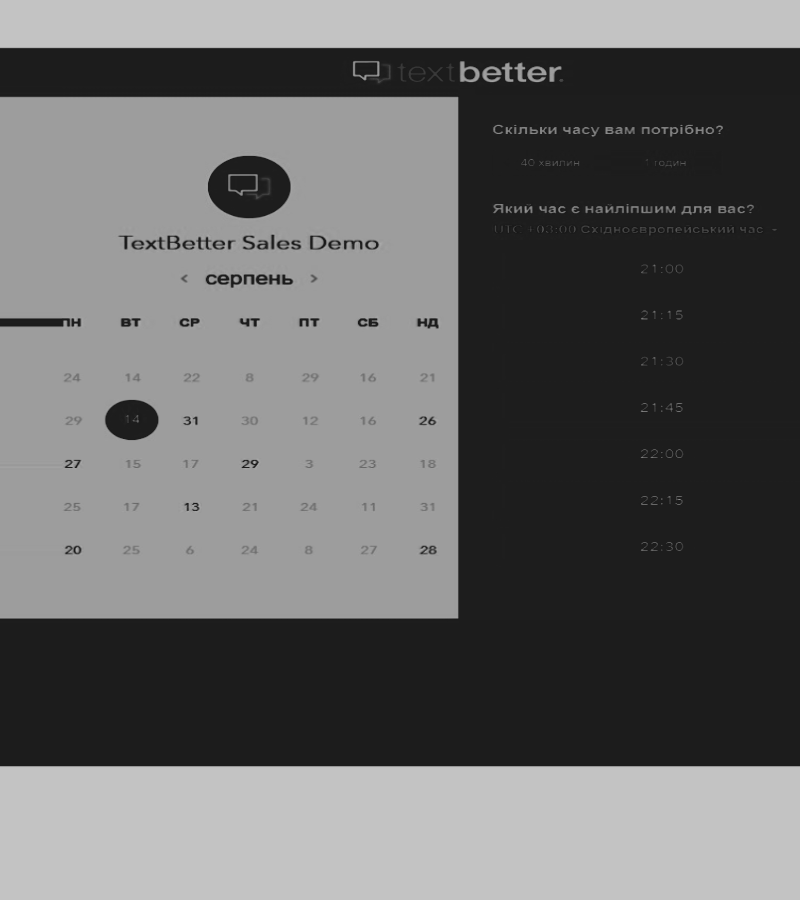 textbetter.
TextBetter Sales Demo
< серпень >
ПН ВТ СР ЧТ ПТ СБ НД
24 14 22 8 29 16 21
29 14 31 30 12 16 26
27 15 17 29 3 23 18
25 17 13 21 24 11 31
20 25 6 24 8 27 28
Скільки часу вам потрібно?
40 хвилин 1 годин
Який час є найліпшим для вас?
UTC +03:00 Східноєвропейський час
21:00
21:15
21:30
21:45
22:00
22:15
22:30